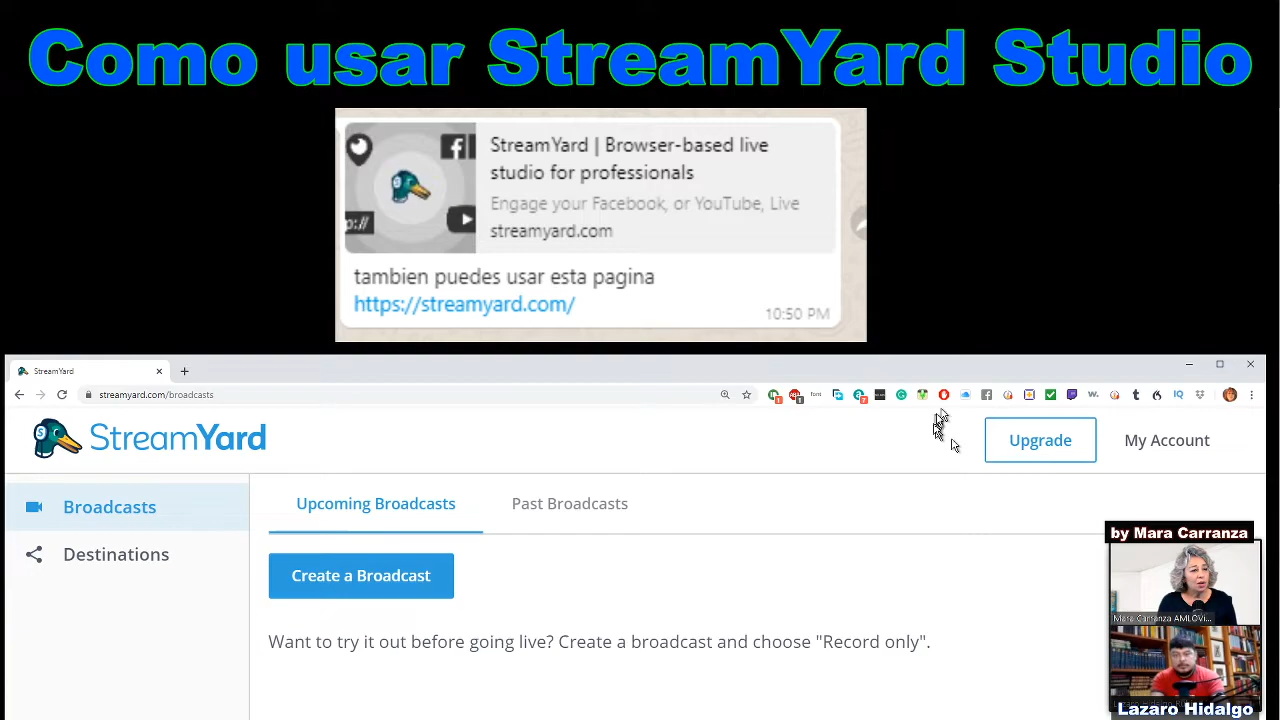 Como usar StreamYard Studio
StreamYard | Browser-based live
studio for professionals
Engage your Facebook, or YouTube, Live
streamyard.com
p://
tambien puedes usar esta pagina
https://streamyard.com/
10:50 PM
StreamYard
streamyard.com/broadcasts
StreamYard
Upgrade
My Account
Broadcasts
Upcoming Broadcasts
Past Broadcasts
Destinations
Create a Broadcast
Want to try it out before going live? Create a broadcast and choose "Record only".
by Mara Carranza
Mara Carranza AMLOVi...
Lazaro Hidalgo